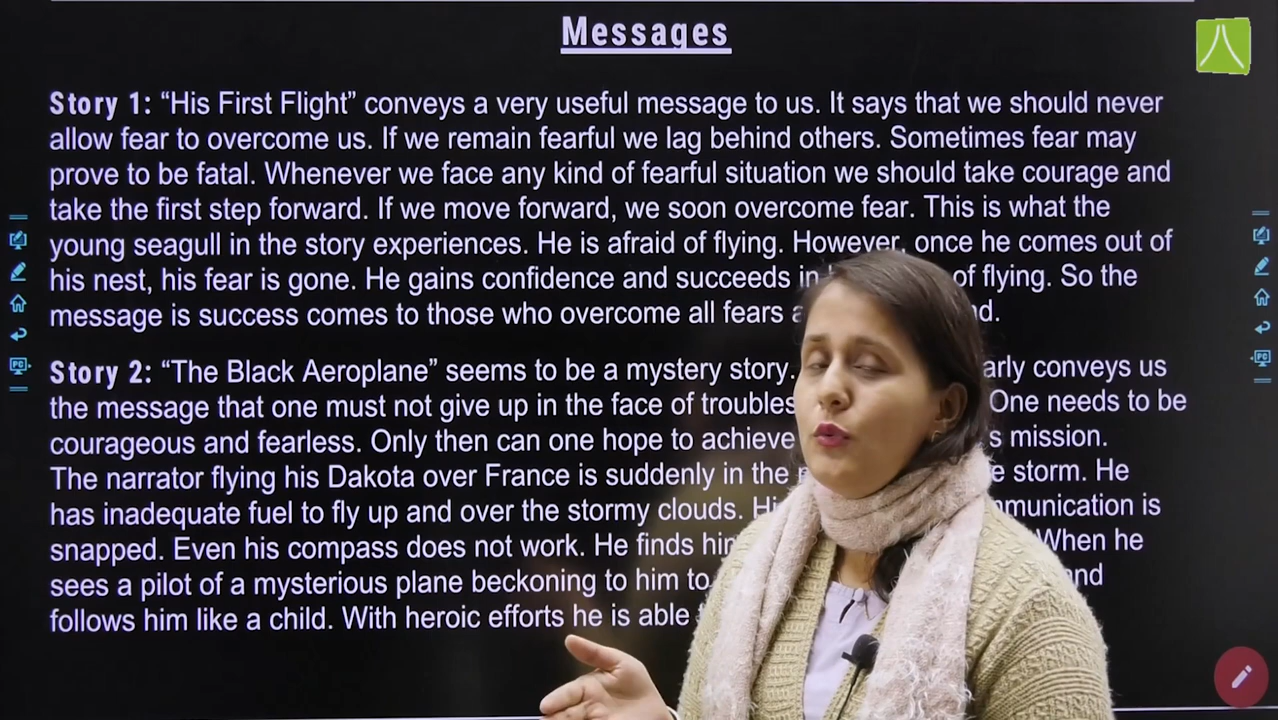 Messages
Story 1: “His First Flight” conveys a very useful message to us. It says that we should never
allow fear to overcome us. If we remain fearful we lag behind others. Sometimes fear may
prove to be fatal. Whenever we face any kind of fearful situation we should take courage and
take the first step forward. If we move forward, we soon overcome fear. This is what the
young seagull in the story experiences. He is afraid of flying. However, once he comes out of
his nest, his fear is gone. He gains confidence and succeeds in of flying. So the
message is success comes to those who overcome all fears
Story 2: “The Black Aeroplane” seems to be a mystery story. conveys us
the message that one must not give up in the face of troubles One needs to be
courageous and fearless. Only then can one hope to achieve mission.
The narrator flying his Dakota over France is suddenly in the storm. He
has inadequate fuel to fly up and over the stormy clouds. is
snapped. Even his compass does not work. He finds When he
sees a pilot of a mysterious plane beckoning to him to and
follows him like a child. With heroic efforts he is able
PC
PC